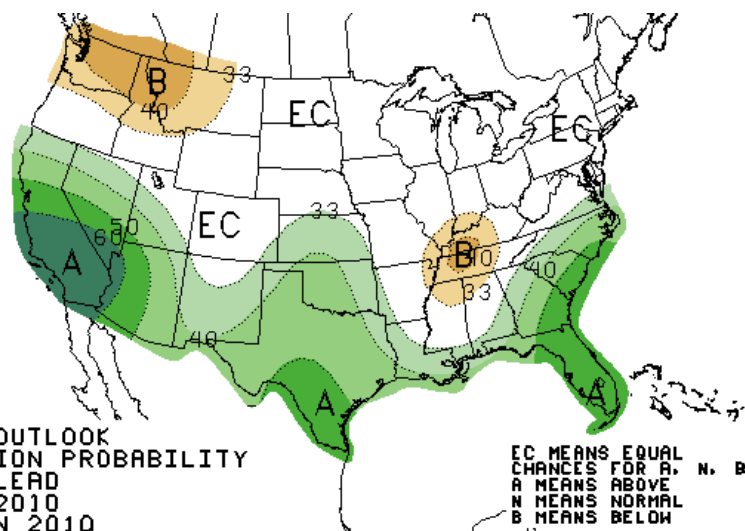 B
33
40
EC
EC
50
60
EC
33
A
B
40
33
40
40
A
A
OUTLOOK
ION PROBABILITY
LEAD
2010
N 2010
EC MEANS EQUAL
CHANCES FOR A, N, B
A MEANS ABOVE
N MEANS NORMAL
B MEANS BELOW